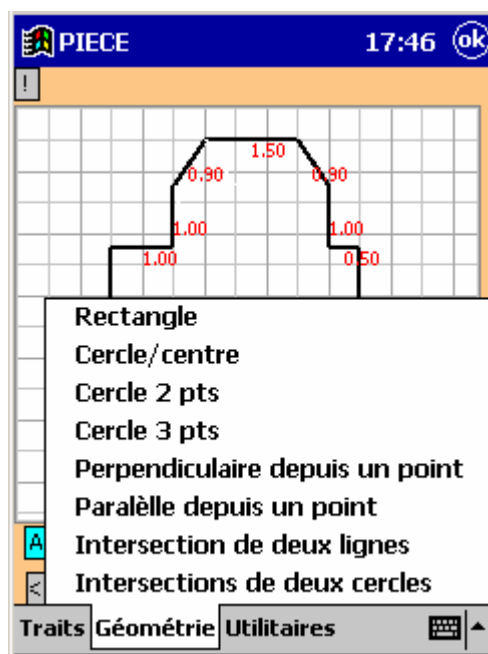 PIECE 17:46 ok
!
1.50
0.90 0.90
1.00 1.00
1.00 0.50
Rectangle
Cercle/centre
Cercle 2 pts
Cercle 3 pts
Perpendiculaire depuis un point
Paralèlle depuis un point
A Intersection de deux lignes
< Intersections de deux cercles
Traits Géométrie Utilitaires